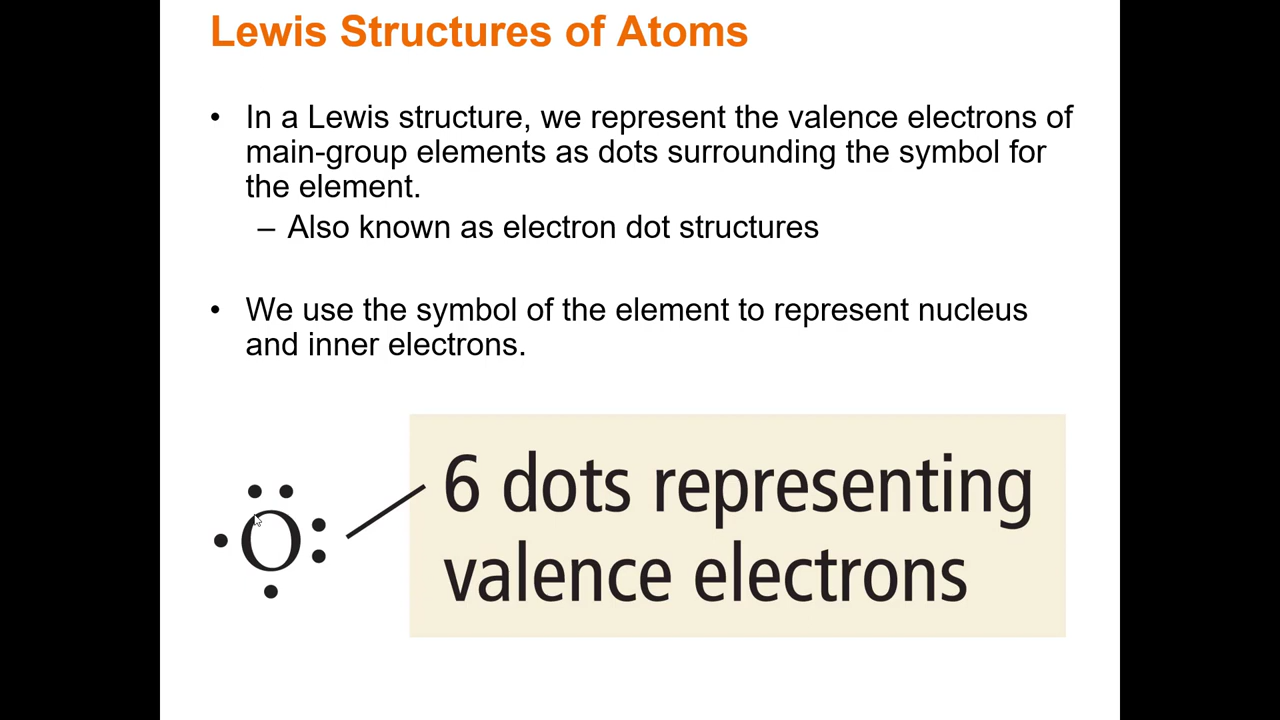 Lewis Structures of Atoms
• In a Lewis structure, we represent the valence electrons of
main-group elements as dots surrounding the symbol for
the element.
– Also known as electron dot structures
• We use the symbol of the element to represent nucleus
and inner electrons.
O
6 dots representing
valence electrons